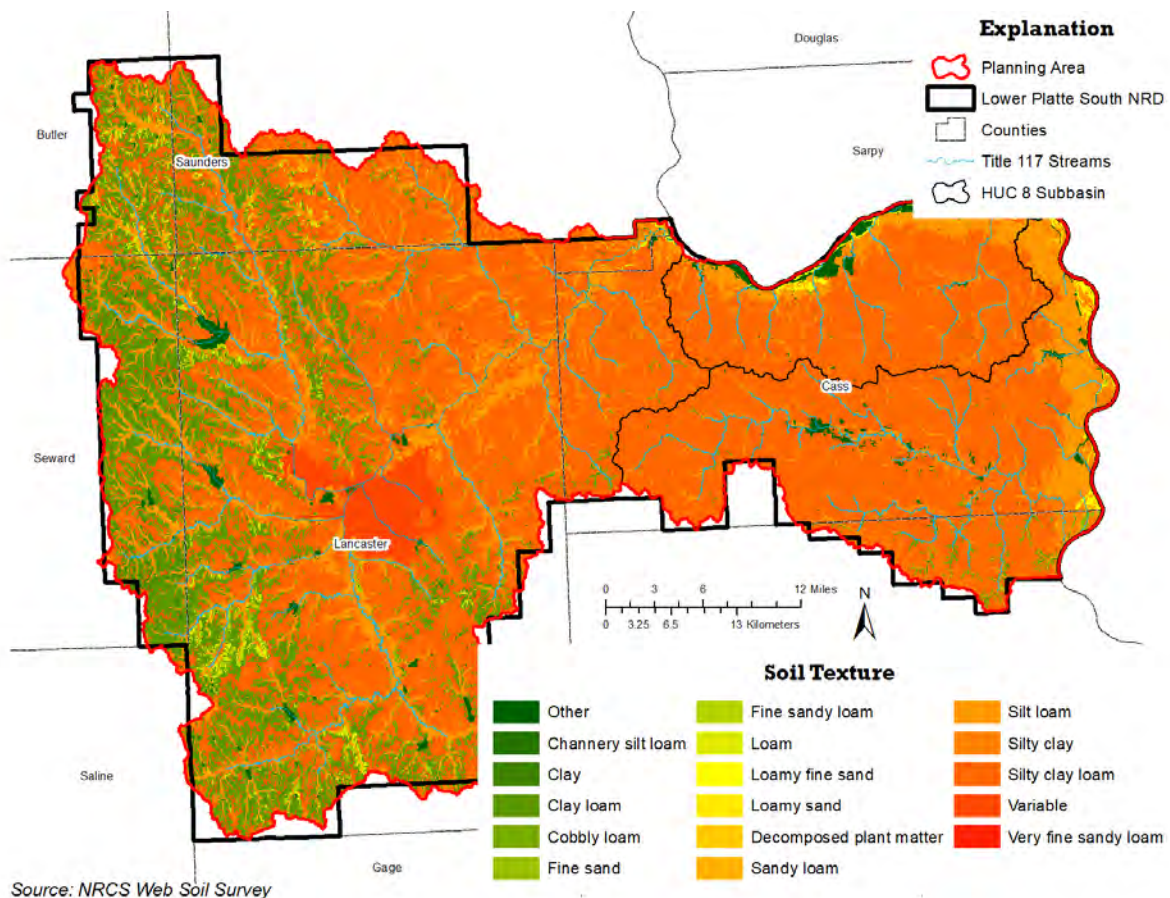 Explanation
Planning Area
Lower Platte South NRD
Counties
Title 117 Streams
HUC 8 Subbasin
Douglas
Sarpy
Butler
Saunders
Cass
Seward
Lancaster
0 3 6 12 Miles
0 3.25 6.5 13 Kilometers
N
Saline
Gage
Soil Texture
Other
Channery silt loam
Clay
Clay loam
Cobbly loam
Fine sand
Fine sandy loam
Loam
Loamy fine sand
Loamy sand
Decomposed plant matter
Sandy loam
Silt loam
Silty clay
Silty clay loam
Variable
Very fine sandy loam
Source: NRCS Web Soil Survey